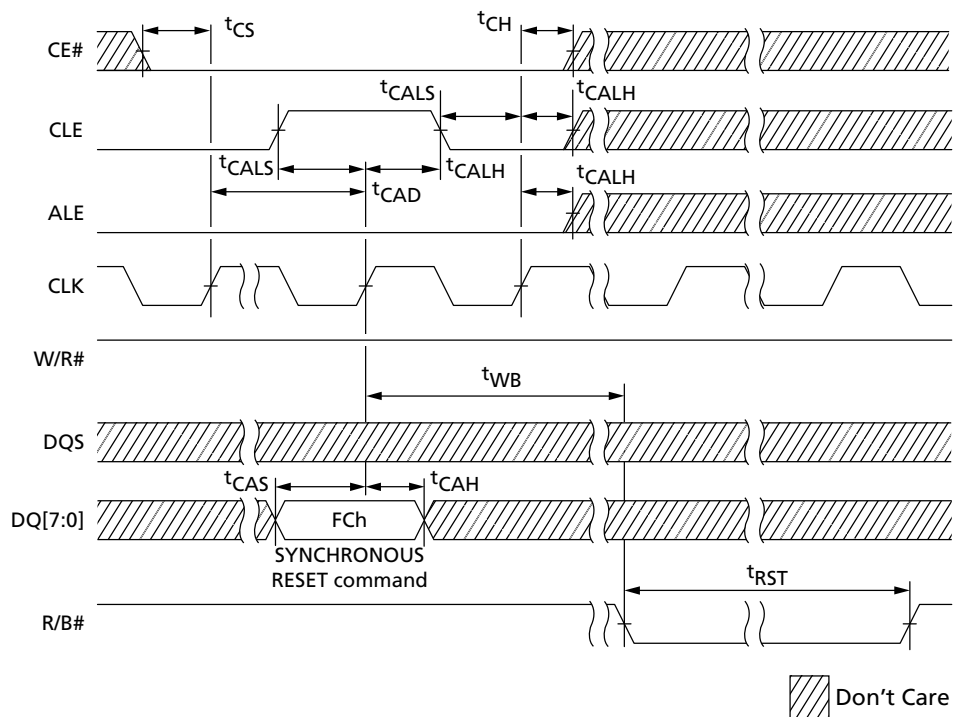 tCS
tCH
CE#
tCALS
tCALH
CLE
tCALS
tCALH
tCAD
tCALH
ALE
CLK
W/R#
tWB
DQS
tCAS
tCAH
DQ[7:0]
FCh
SYNCHRONOUS
RESET command
tRST
R/B#
Don't Care